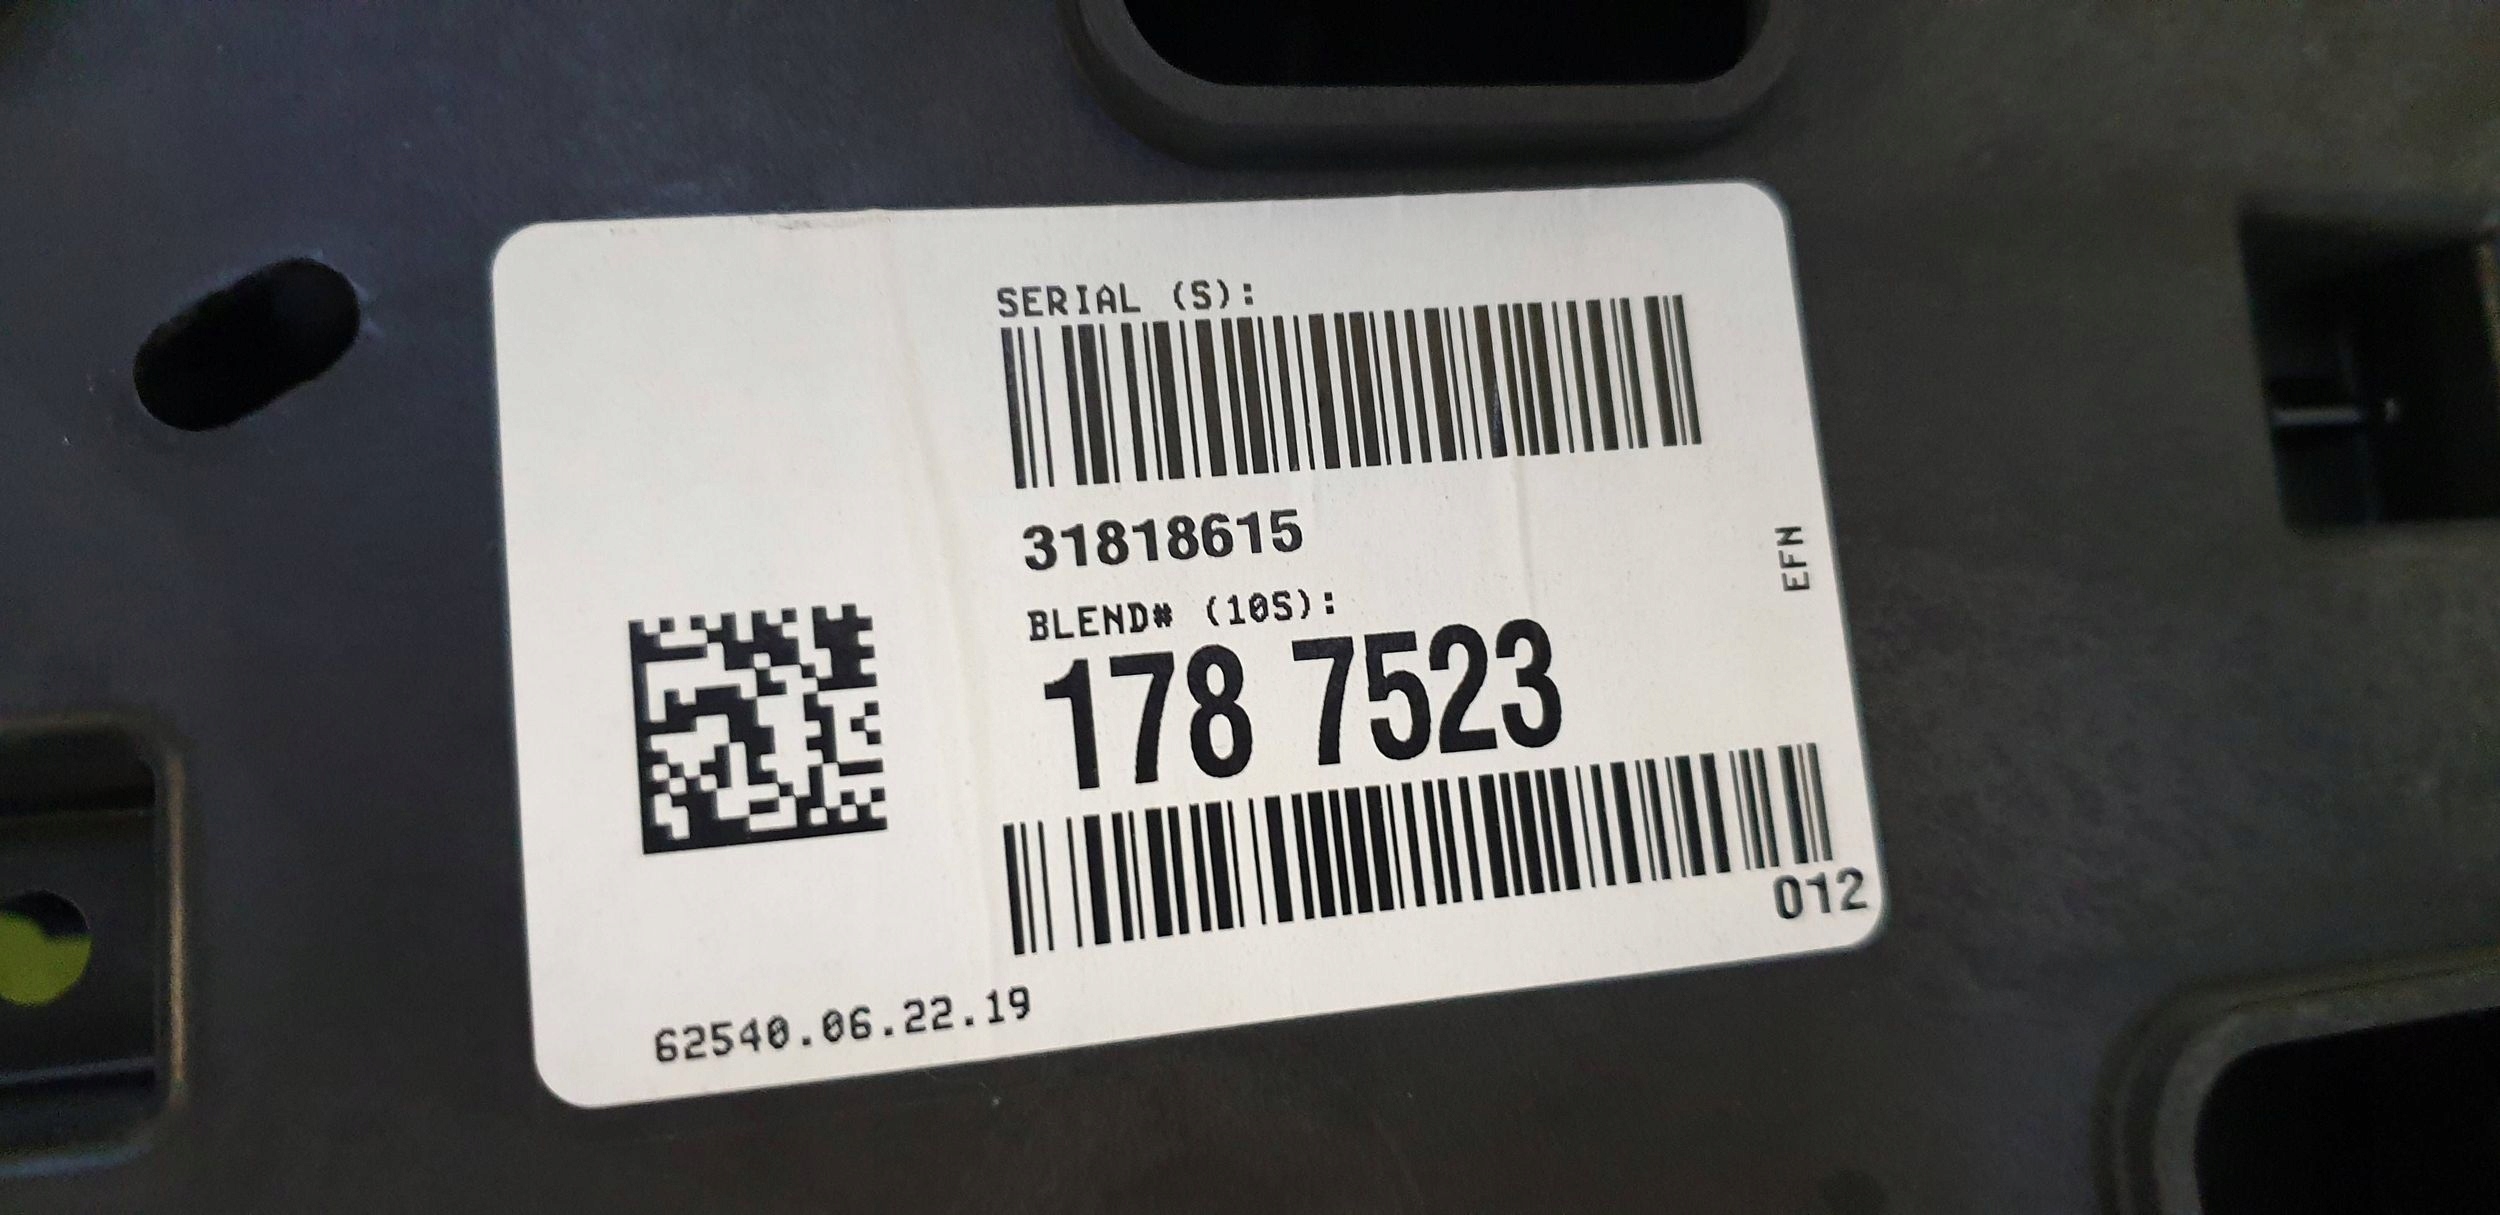 SERIAL (S):
31818615
BLEND# (10S):
178 7523
EFN
012
62540.06.22.19